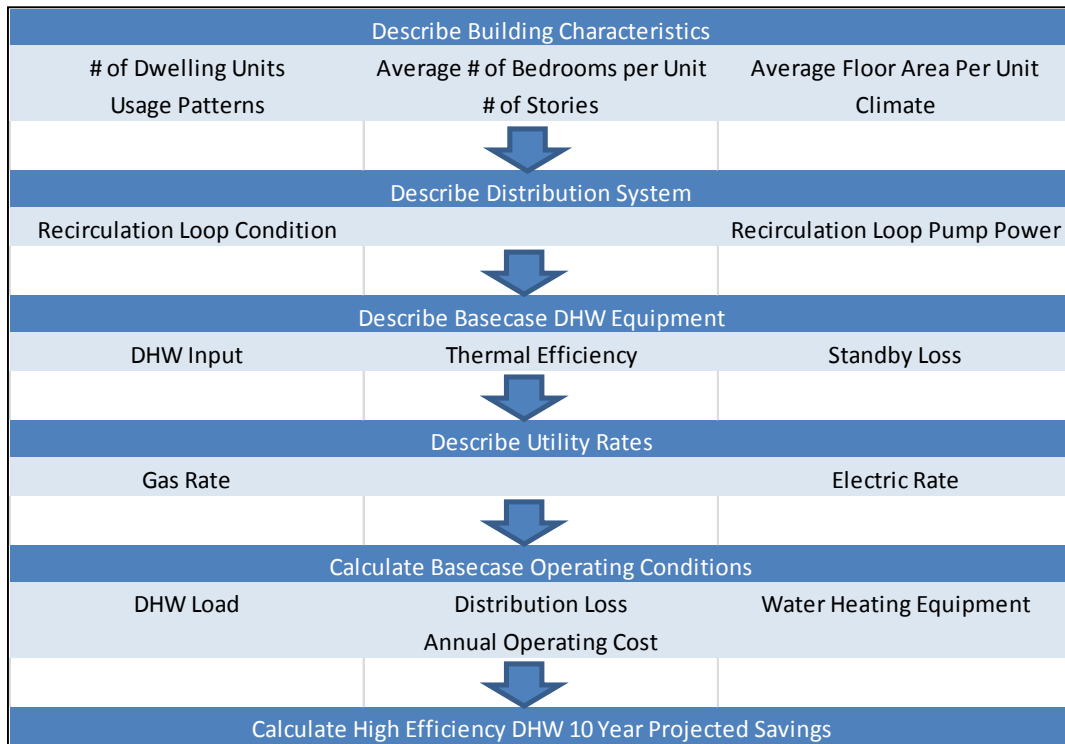 Describe Building Characteristics
# of Dwelling Units Average # of Bedrooms per Unit Average Floor Area Per Unit
Usage Patterns # of Stories Climate
Describe Distribution System
Recirculation Loop Condition Recirculation Loop Pump Power
Describe Basecase DHW Equipment
DHW Input Thermal Efficiency Standby Loss
Describe Utility Rates
Gas Rate Electric Rate
Calculate Basecase Operating Conditions
DHW Load Distribution Loss Water Heating Equipment
Annual Operating Cost
Calculate High Efficiency DHW 10 Year Projected Savings